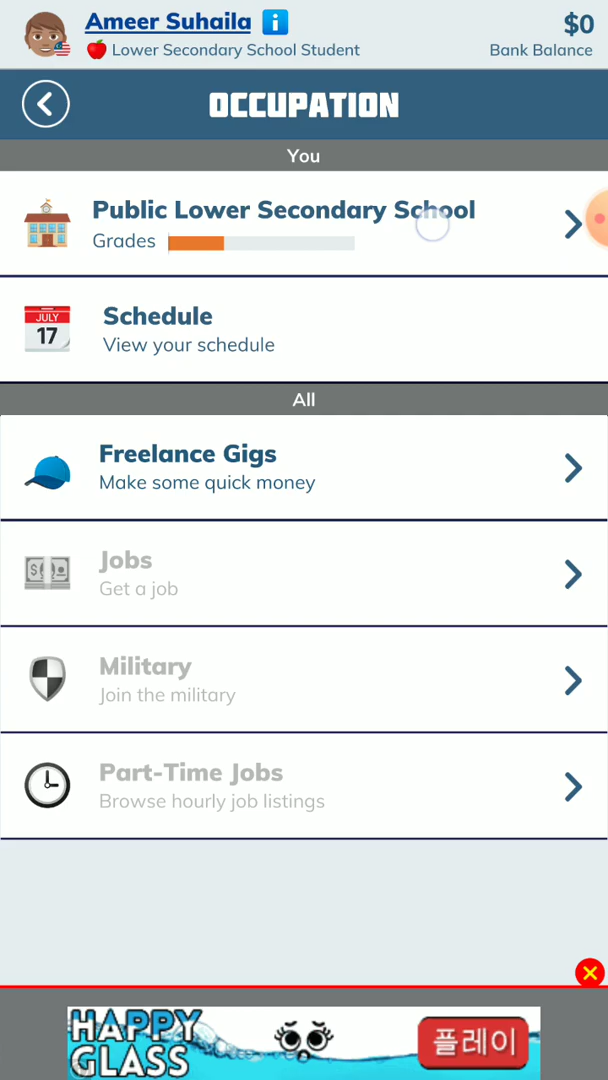 Ameer Suhaila
$0
Lower Secondary School Student
Bank Balance
OCCUPATION
You
Public Lower Secondary School
Grades
JULY
17
Schedule
View your schedule
All
Freelance Gigs
Make some quick money
Jobs
Get a job
Military
Join the military
Part-Time Jobs
Browse hourly job listings
HAPPY
GLASS
플레이